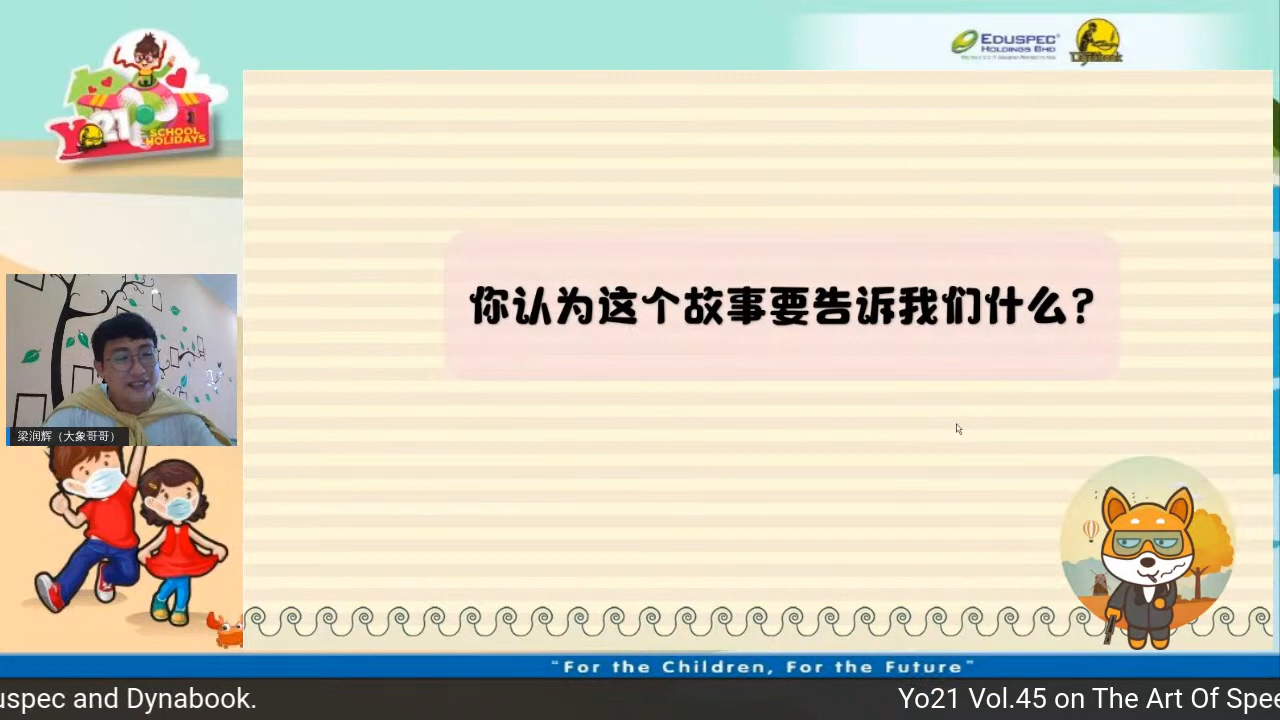 EDUSPEC
HOLDINGS BHD
Dynabook
Yo21
SCHOOL
HOLIDAYS
你认为这个故事要告诉我们什么?
梁润辉（大象哥哥）
“For the Children, For the Future”
uspec and Dynabook.
Yo21 Vol.45 on The Art Of Spee